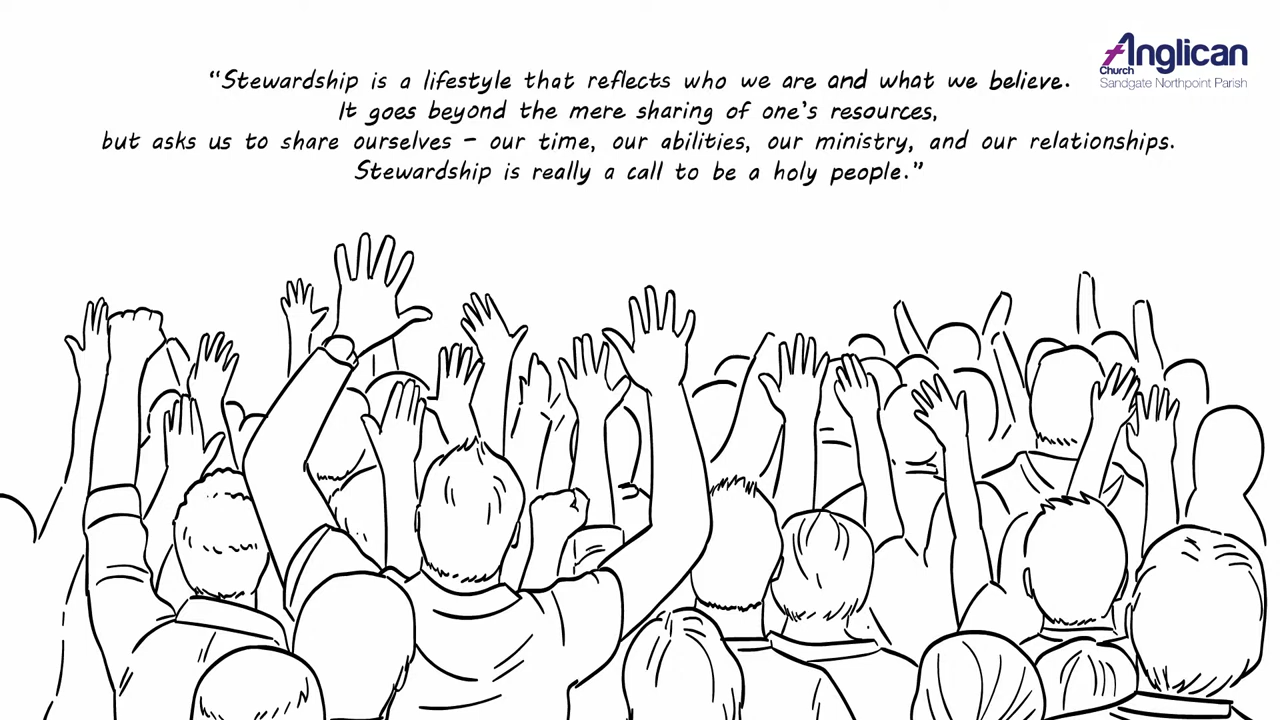 “Stewardship is a lifestyle that reflects who we are and what we believe.
It goes beyond the mere sharing of one’s resources,
but asks us to share ourselves – our time, our abilities, our ministry, and our relationships.
Stewardship is really a call to be a holy people.”
Anglican
Church
Sandgate Northpoint Parish